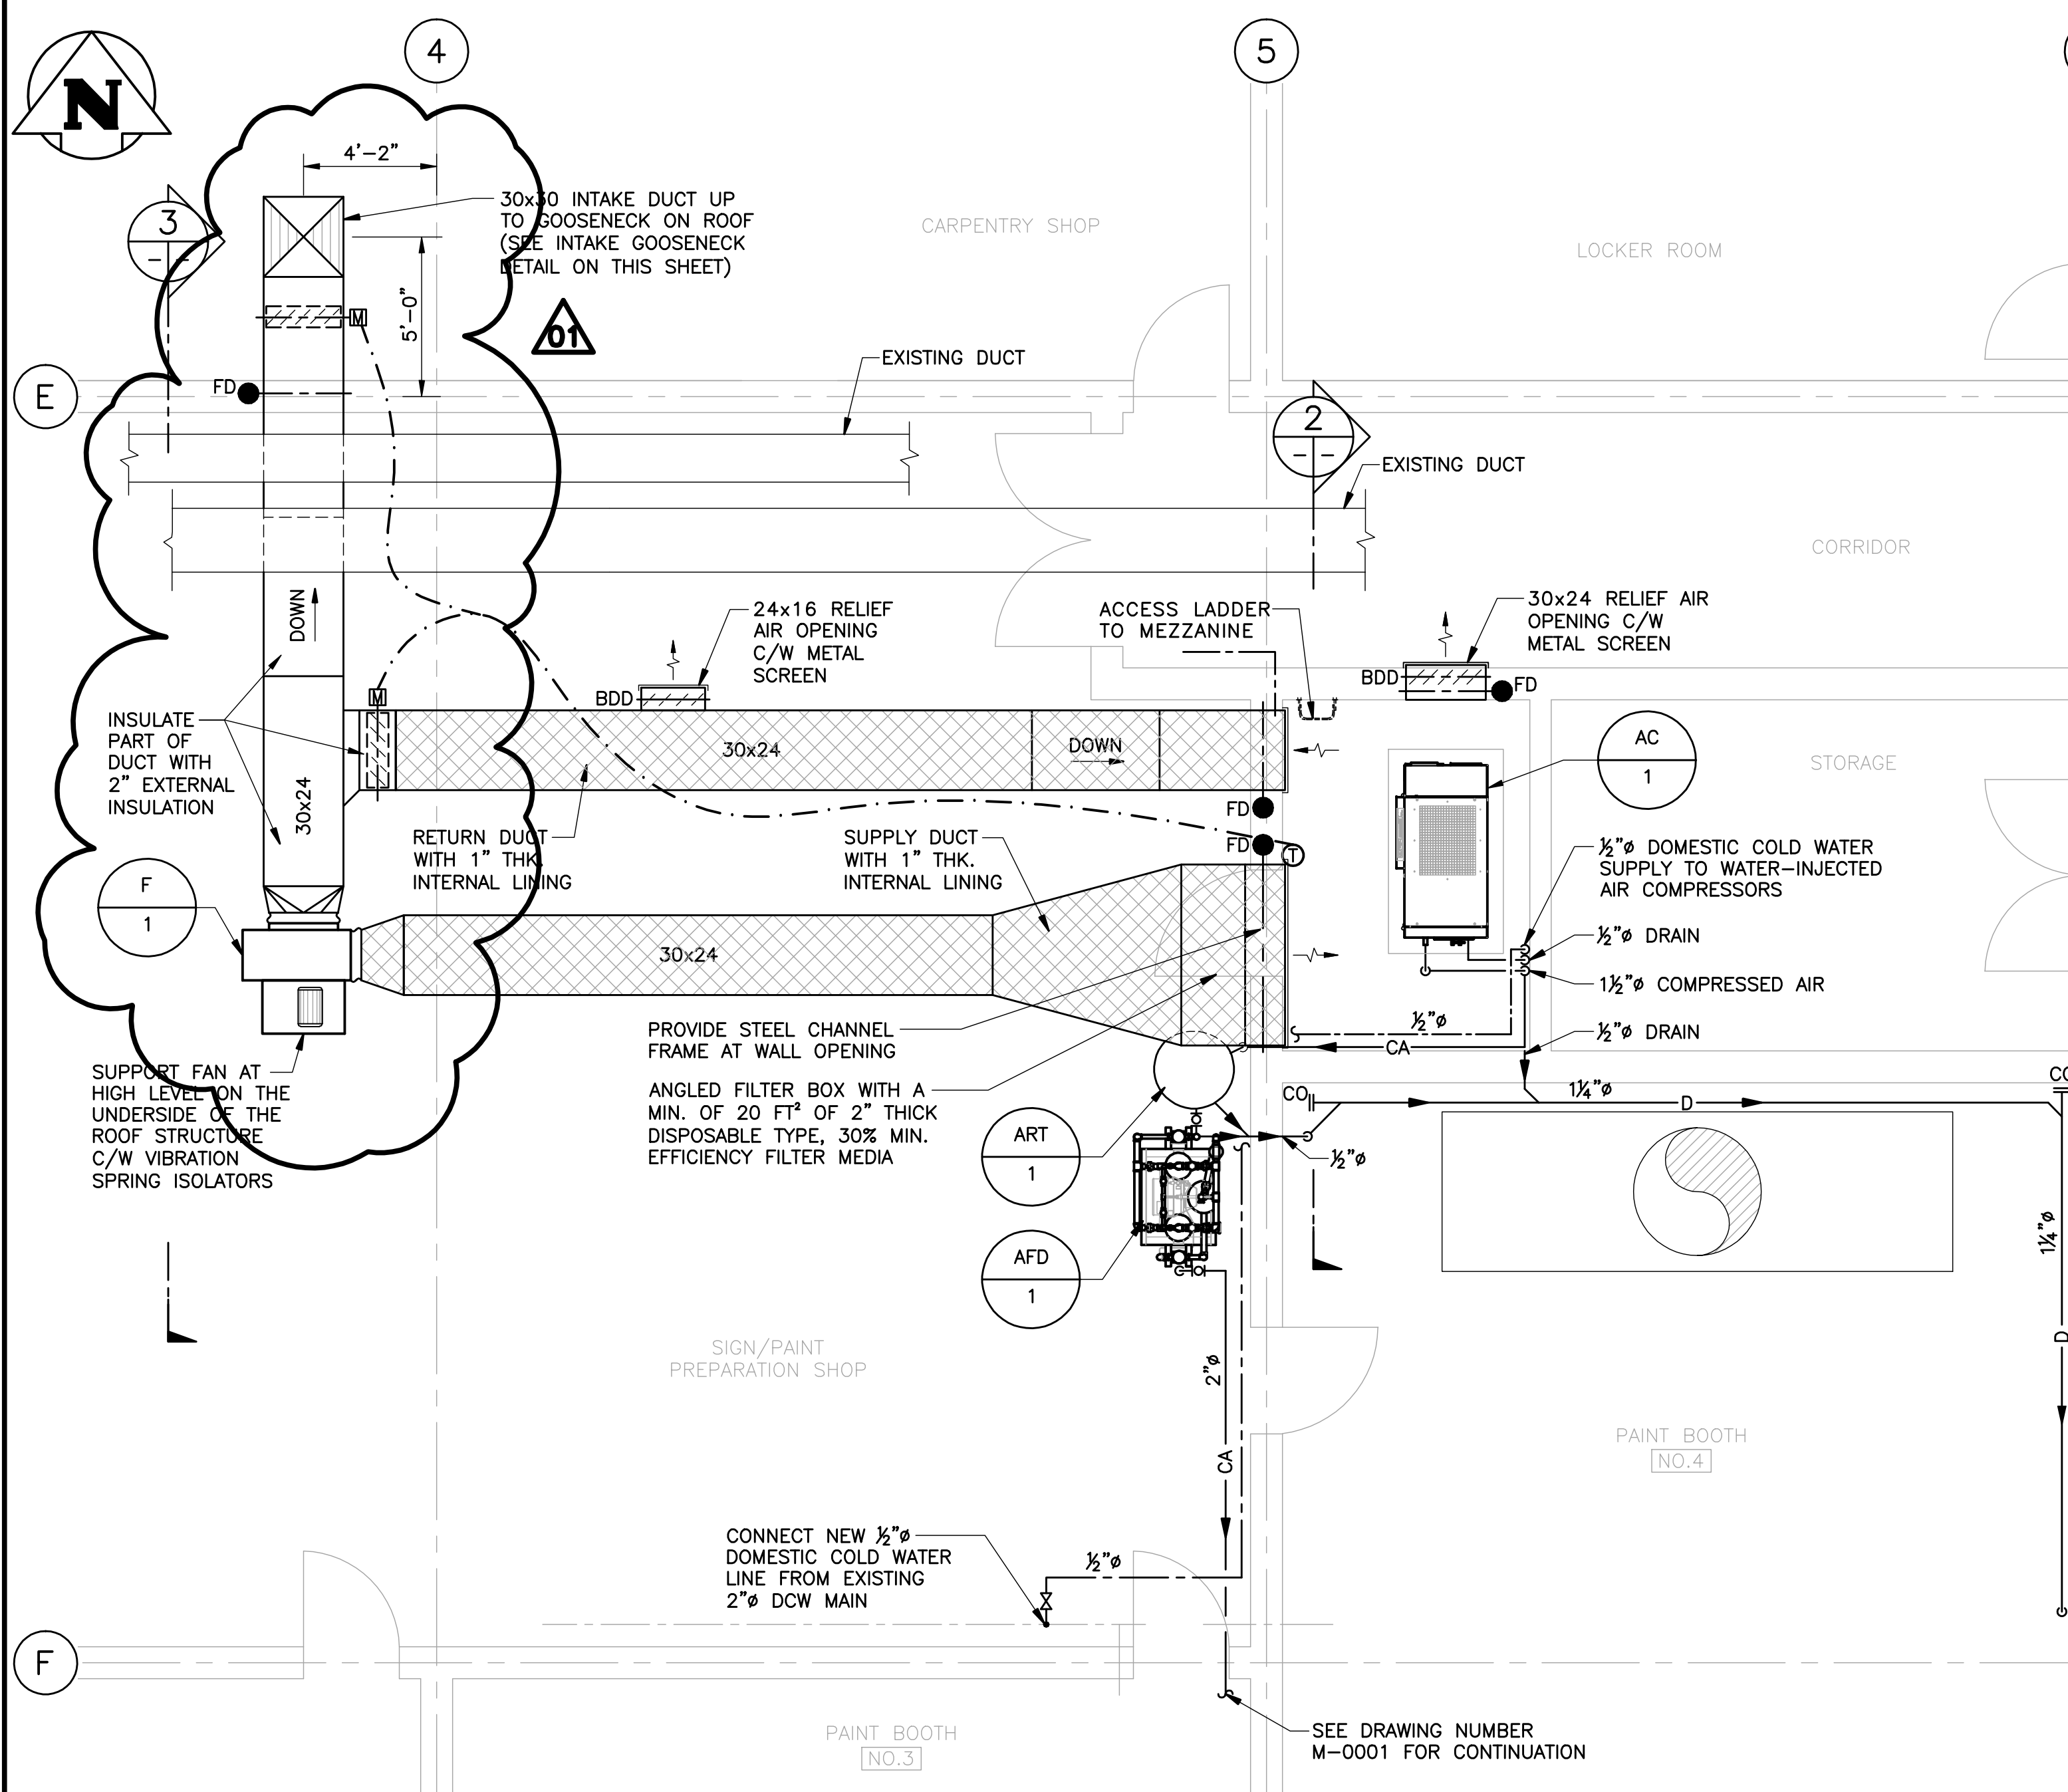 N
4
5
4'-2"
3
- -
30x30 INTAKE DUCT UP
TO GOOSENECK ON ROOF
(SEE INTAKE GOOSENECK
DETAIL ON THIS SHEET)
CARPENTRY SHOP
LOCKER ROOM
M
5'-0"
01
EXISTING DUCT
E
FD
2
- -
EXISTING DUCT
CORRIDOR
DOWN
24x16 RELIEF
AIR OPENING
C/W METAL
SCREEN
BDD
ACCESS LADDER
TO MEZZANINE
30x24 RELIEF AIR
OPENING C/W
METAL SCREEN
BDD
FD
M
INSULATE
PART OF
DUCT WITH
2" EXTERNAL
INSULATION
30x24
30x24
DOWN
AC
1
STORAGE
FD
FD
T
RETURN DUCT
WITH 1" THK.
INTERNAL LINING
SUPPLY DUCT
WITH 1" THK.
INTERNAL LINING
½"ø DOMESTIC COLD WATER
SUPPLY TO WATER-INJECTED
AIR COMPRESSORS
F
1
30x24
½"ø DRAIN
1½"ø COMPRESSED AIR
½"ø
½"ø DRAIN
CA
PROVIDE STEEL CHANNEL
FRAME AT WALL OPENING
SUPPORT FAN AT
HIGH LEVEL ON THE
UNDERSIDE OF THE
ROOF STRUCTURE
C/W VIBRATION
SPRING ISOLATORS
ANGLED FILTER BOX WITH A
MIN. OF 20 FT² OF 2" THICK
DISPOSABLE TYPE, 30% MIN.
EFFICIENCY FILTER MEDIA
CO
1¼"ø
D
ART
1
½"ø
AFD
1
1¼"ø
D
SIGN/PAINT
PREPARATION SHOP
2"ø
CA
PAINT BOOTH
NO.4
CONNECT NEW ½"ø
DOMESTIC COLD WATER
LINE FROM EXISTING
2"ø DCW MAIN
½"ø
F
PAINT BOOTH
NO.3
SEE DRAWING NUMBER
M-0001 FOR CONTINUATION